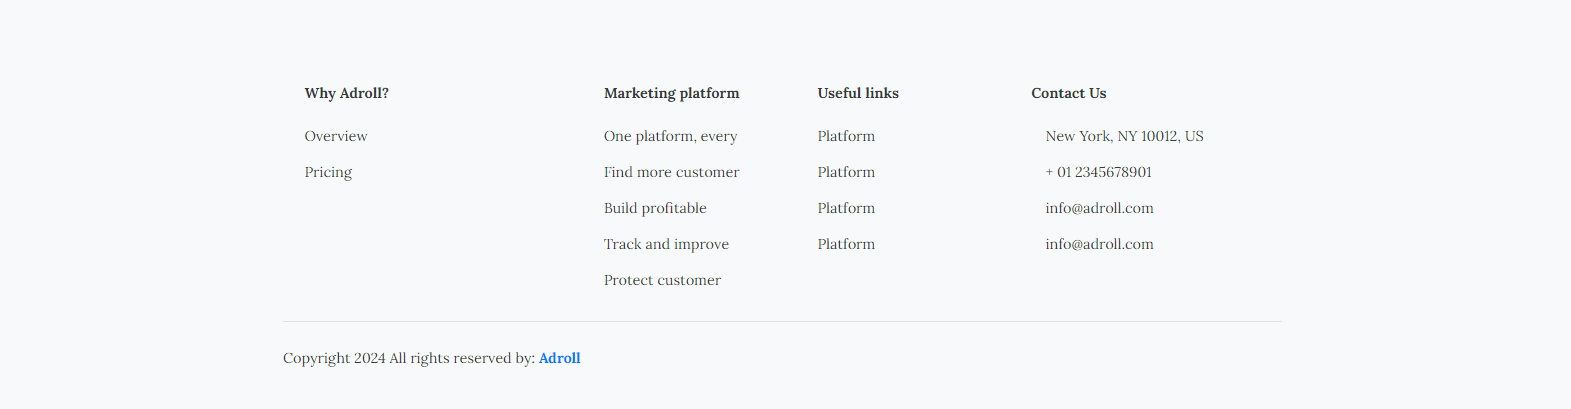 Why Adroll?
Overview
Pricing
Marketing platform
One platform, every
Find more customer
Build profitable
Track and improve
Protect customer
Useful links
Platform
Platform
Platform
Platform
Contact Us
New York, NY 10012, US
+ 01 2345678901
info@adroll.com
info@adroll.com
Copyright 2024 All rights reserved by: Adroll